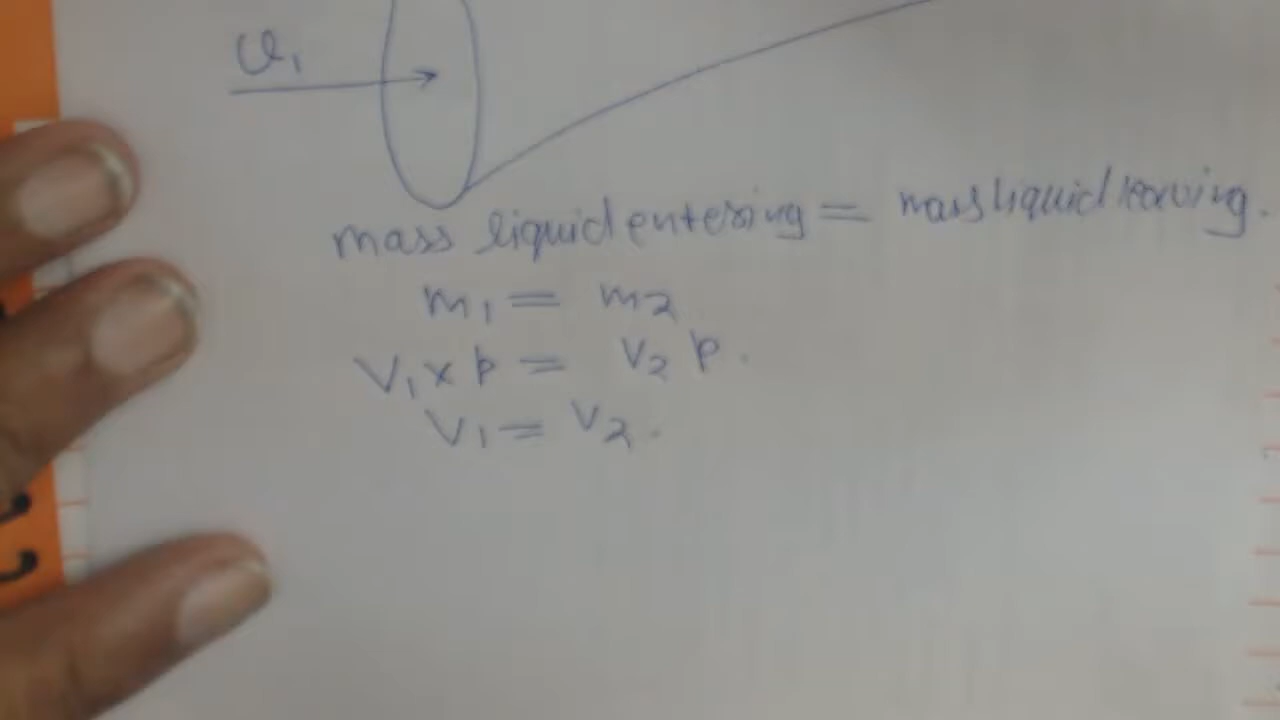 v₁
mass liquid entering = mass liquid leaving.
m₁ = m₂
V₁ × ρ = V₂ ρ.
V₁ = V₂.